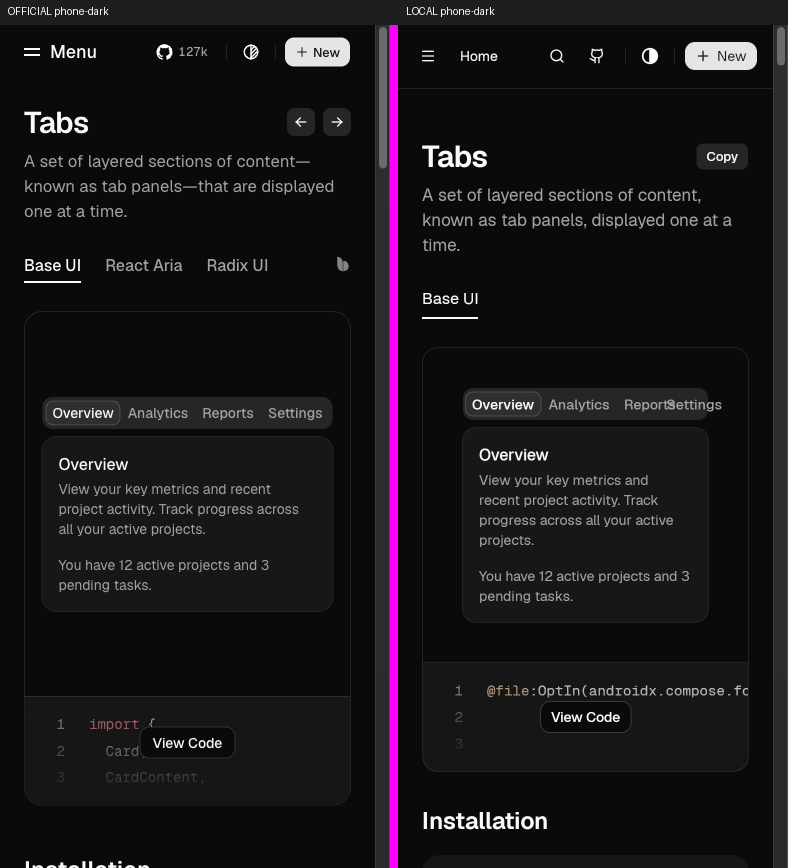 OFFICIAL phone-dark
Menu
127k
New
Tabs
A set of layered sections of content—
known as tab panels—that are displayed
one at a time.
Base UI React Aria Radix UI
Overview Analytics Reports Settings
Overview
View your key metrics and recent
project activity. Track progress across
all your active projects.
You have 12 active projects and 3
pending tasks.
1 import {
2 Card,
View Code
3 CardContent,
Installation
LOCAL phone-dark
Home
New
Tabs
Copy
A set of layered sections of content,
known as tab panels, displayed one at a
time.
Base UI
Overview Analytics Reports Settings
Overview
View your key metrics and
recent project activity. Track
progress across all your active
projects.
You have 12 active projects and 3
pending tasks.
1 @file:OptIn(androidx.compose.fo
2
View Code
3
Installation